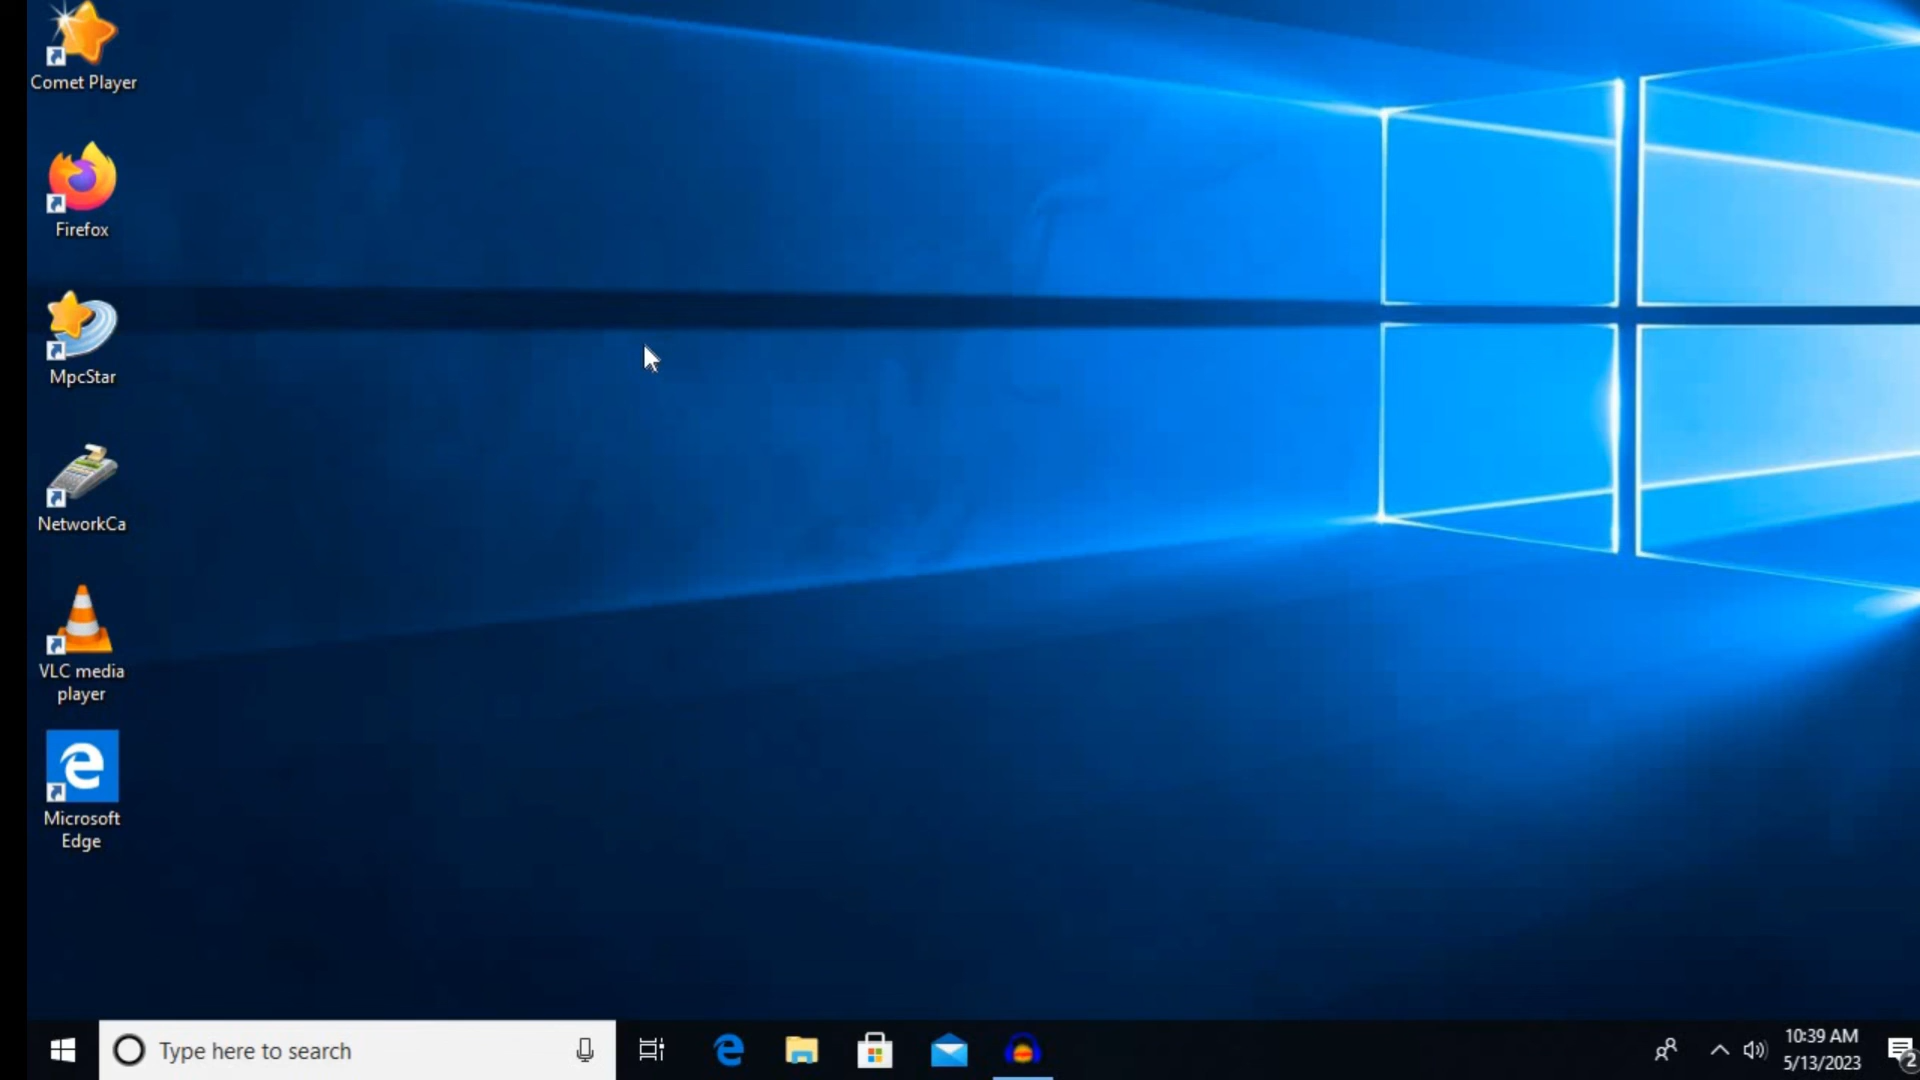 Comet Player
Firefox
MpcStar
NetworkCa
VLC media
player
Microsoft
Edge
Type here to search
10:39 AM
5/13/2023
2